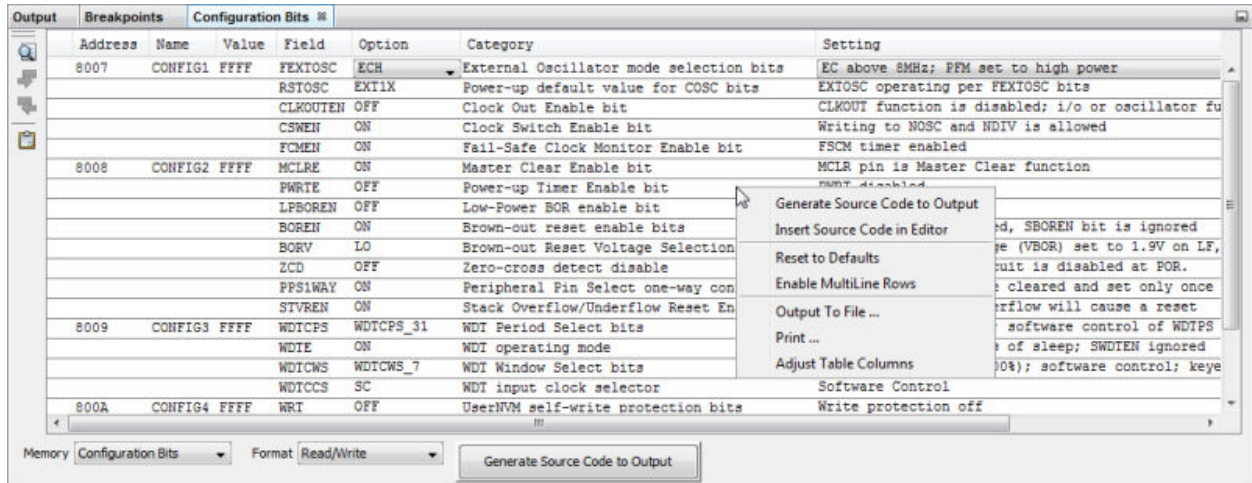 Output Breakpoints Configuration Bits
Address Name Value Field Option Category Setting
8007 CONFIG1 FFFF FEXTOSC ECH External Oscillator mode selection bits EC above 8MHz; PFM set to high power
RSTOSC EXT1X Power-up default value for COSC bits EXTOSC operating per FEXTOSC bits
CLKOUTEN OFF Clock Out Enable bit CLKOUT function is disabled; i/o or oscillator fu
CSWEN ON Clock Switch Enable bit Writing to NOSC and NDIV is allowed
FCMEN ON Fail-Safe Clock Monitor Enable bit FSCM timer enabled
8008 CONFIG2 FFFF MCLRE ON Master Clear Enable bit MCLR pin is Master Clear function
PWRTE OFF Power-up Timer Enable bit PWRT disabled
LPBOREN OFF Low-Power BOR enable bit
BOREN ON Brown-out reset enable bits ed, SBOREN bit is ignored
BORV LO Brown-out Reset Voltage Selection ge (VBOR) set to 1.9V on LF,
ZCD OFF Zero-cross detect disable cuit is disabled at POR.
PPS1WAY ON Peripheral Pin Select one-way con e cleared and set only once
STVREN ON Stack Overflow/Underflow Reset En erflow will cause a reset
8009 CONFIG3 FFFF WDTCPS WDTCPS_31 WDT Period Select bits software control of WDTPS
WDTE ON WDT operating mode s of sleep; SWDTEN ignored
WDTCWS WDTCWS_7 WDT Window Select bits 00%); software control; keye
WDTCCS SC WDT input clock selector Software Control
800A CONFIG4 FFFF WRT OFF UserNVM self-write protection bits Write protection off
Generate Source Code to Output
Insert Source Code in Editor
Reset to Defaults
Enable MultiLine Rows
Output To File ...
Print ...
Adjust Table Columns
Memory Configuration Bits Format Read/Write Generate Source Code to Output